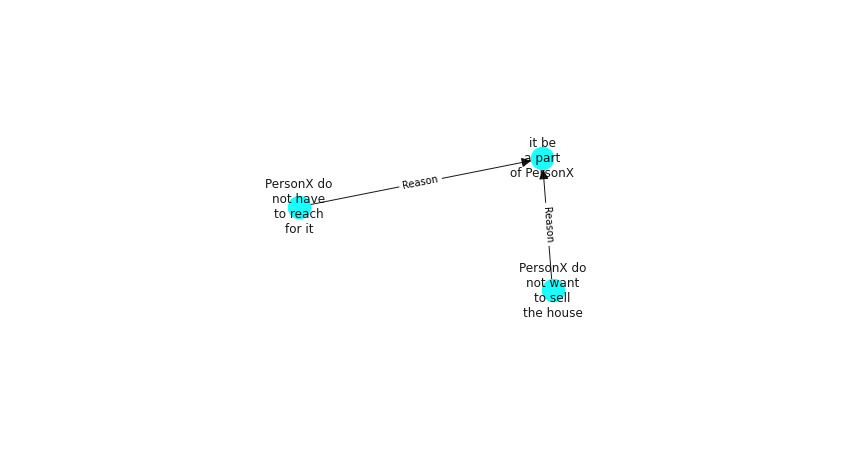 it be
a part
of PersonX
Reason
PersonX do
not have
to reach
for it
Reason
PersonX do
not want
to sell
the house